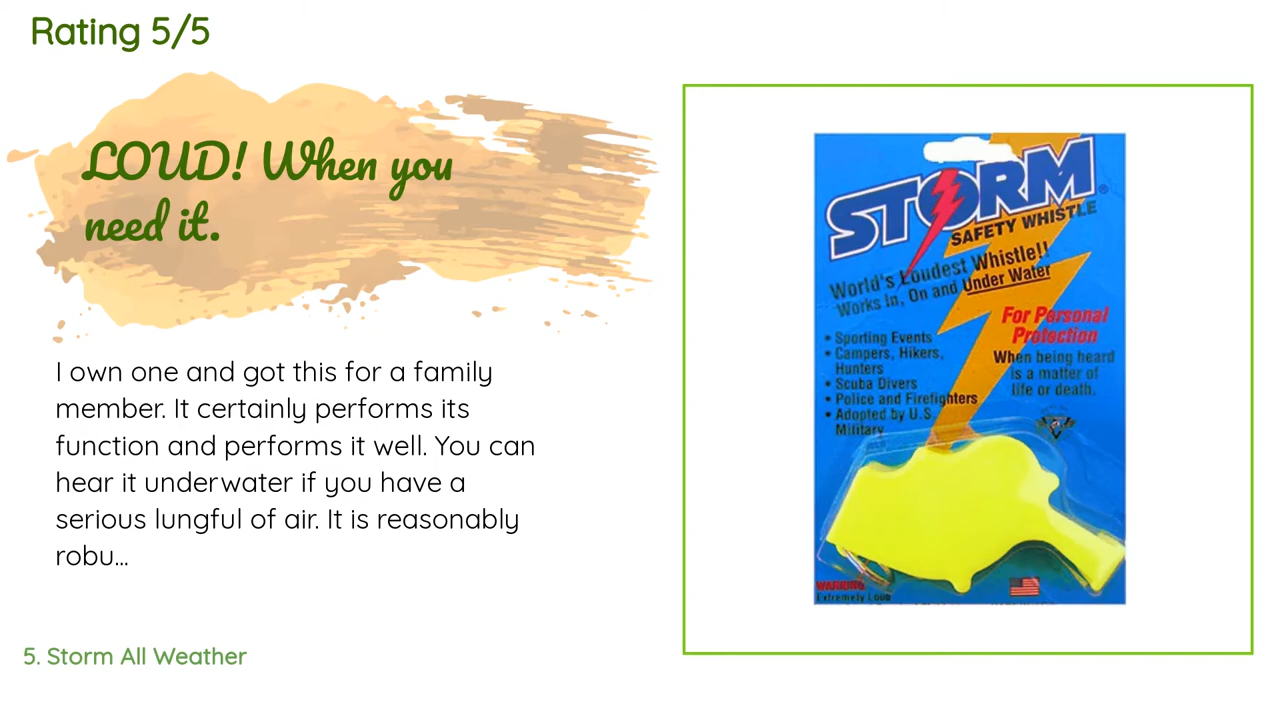 Rating 5/5
LOUD! When you
need it.
I own one and got this for a family
member. It certainly performs its
function and performs it well. You can
hear it underwater if you have a
serious lungful of air. It is reasonably
robu...
5. Storm All Weather
STORM®
SAFETY WHISTLE
World's Loudest Whistle!!
Works In, On and Under Water
For Personal
Protection
When being heard
is a matter of
life or death.
• Sporting Events
• Campers, Hikers,
Hunters
• Scuba Divers
• Police and Firefighters
• Adopted by U.S.
Military
WARNING
Extremely Loud